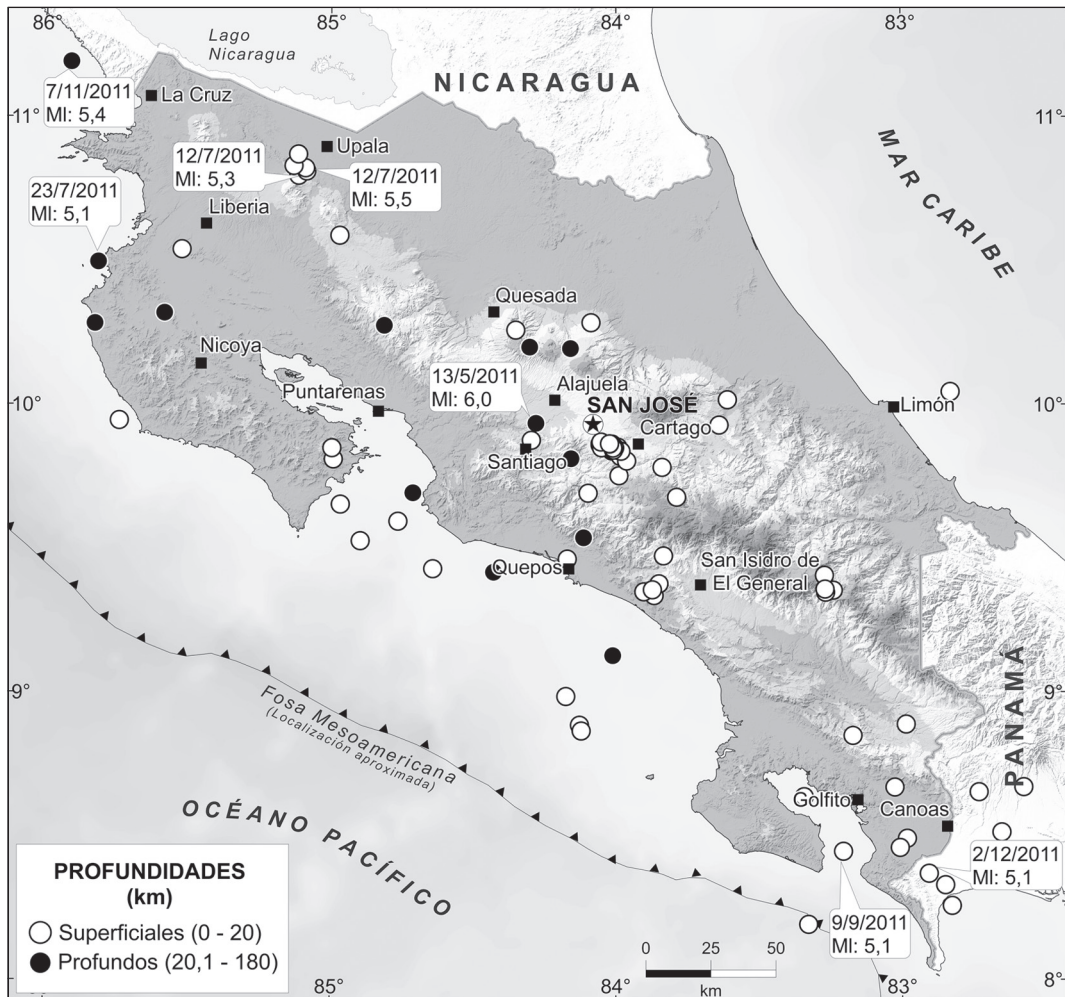 86°
85°
84°
83°
Lago
Nicaragua
NICARAGUA
7/11/2011
Ml: 5,4
La Cruz
11°
11°
Upala
12/7/2011
Ml: 5,3
12/7/2011
Ml: 5,5
MAR CARIBE
23/7/2011
Ml: 5,1
Liberia
Quesada
Nicoya
13/5/2011
Ml: 6,0
Alajuela
Puntarenas
SAN JOSÉ
10°
10°
Limón
Cartago
Santiago
Quepos
San Isidro de
El General
9°
9°
PANAMÁ
Fosa Mesoamericana
(Localización aproximada)
Golfito
Canoas
OCÉANO PACÍFICO
2/12/2011
Ml: 5,1
9/9/2011
Ml: 5,1
PROFUNDIDADES
(km)
Superficiales (0 - 20)
Profundos (20,1 - 180)
0 25 50
km
8°
8°
86°
85°
84°
83°